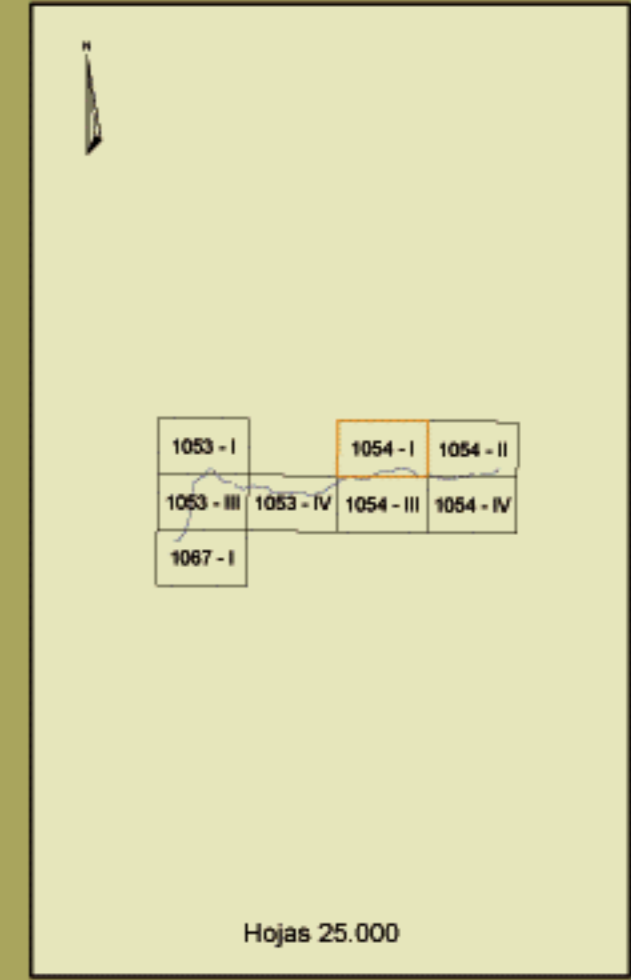 N
1053 - I
1054 - I
1054 - II
1053 - III
1053 - IV
1054 - III
1054 - IV
1067 - I
Hojas 25.000